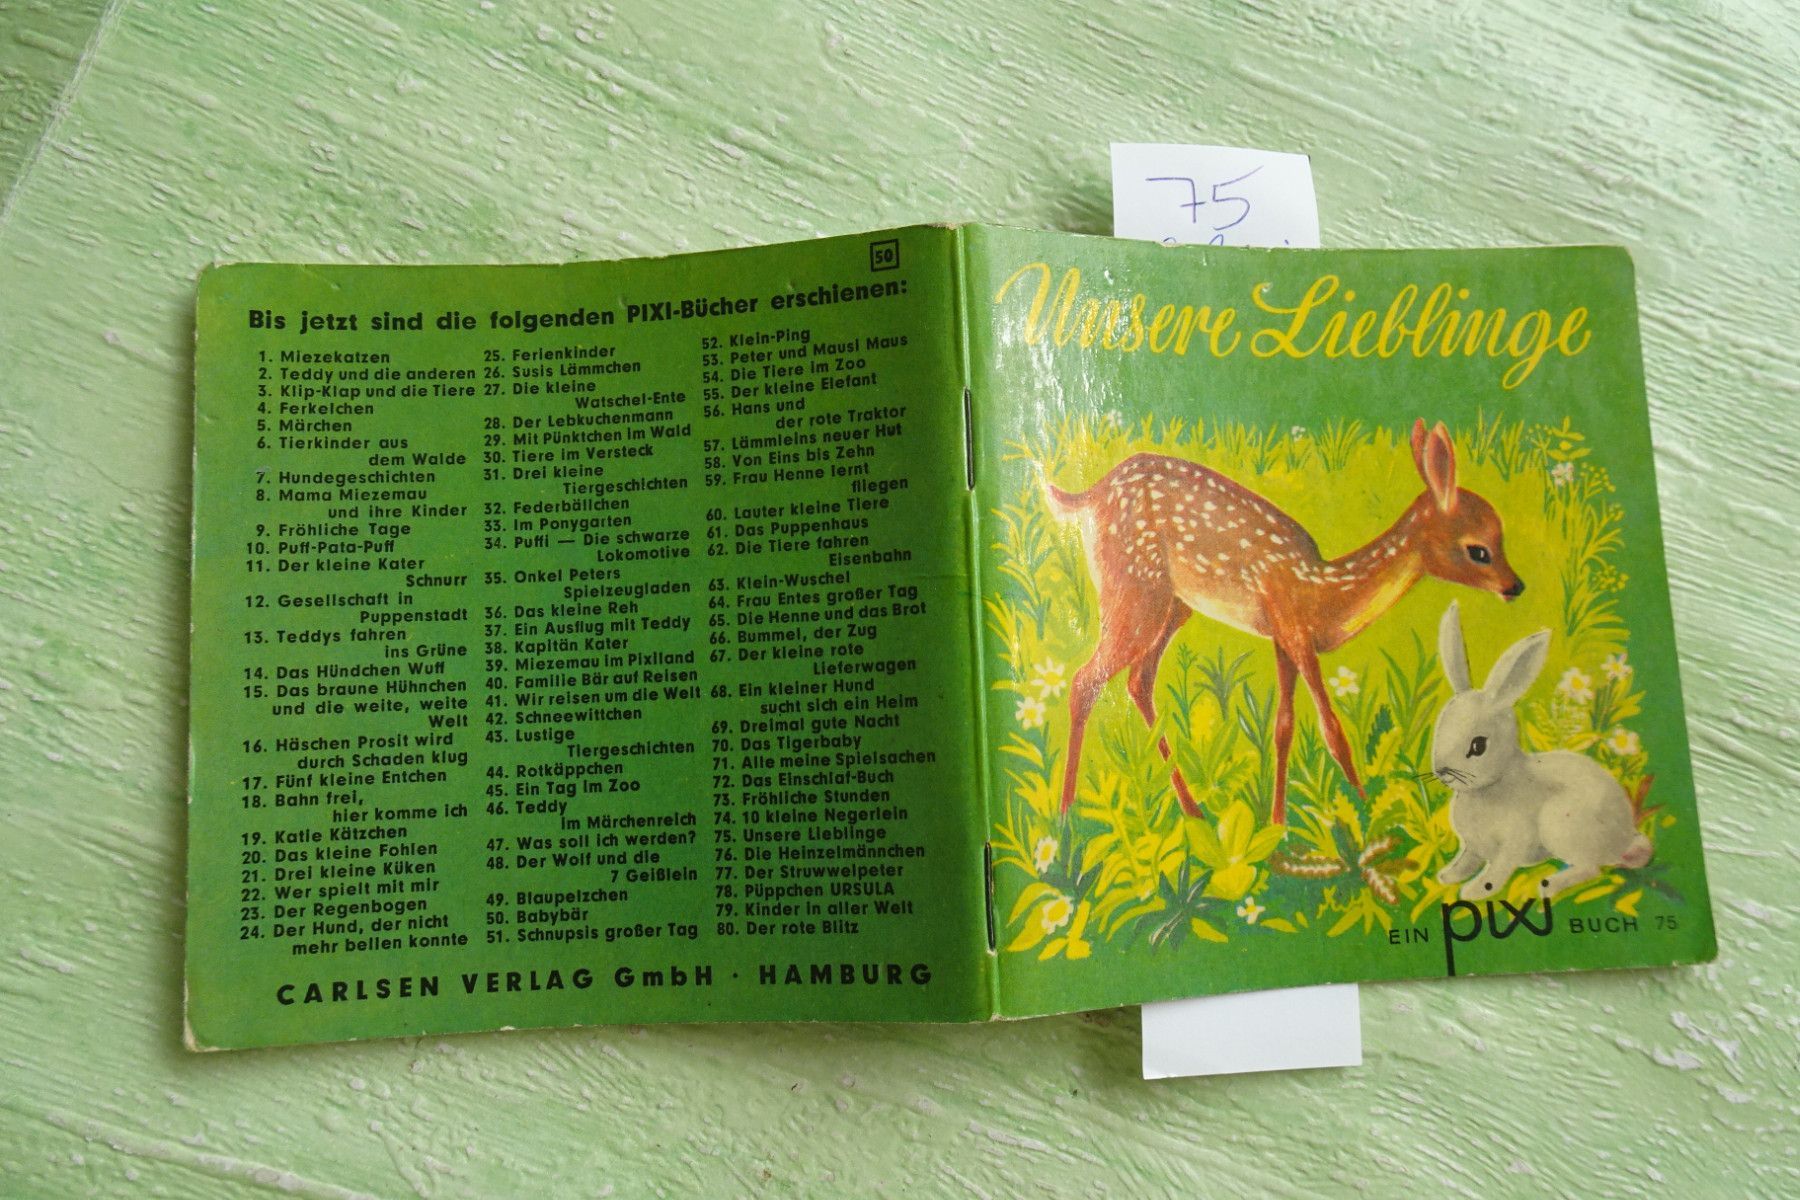 50
Bis jetzt sind die folgenden PIXI-Bücher erschienen:
1. Miezekatzen
2. Teddy und die anderen
3. Klip-Klap und die Tiere
4. Ferkelchen
5. Märchen
6. Tierkinder aus
dem Walde
7. Hundegeschichten
8. Mama Miezemau
und ihre Kinder
9. Fröhliche Tage
10. Puff-Pata-Puff
11. Der kleine Kater
Schnurr
12. Gesellschaft in
Puppenstadt
13. Teddys fahren
ins Grüne
14. Das Hündchen Wuff
15. Das braune Hühnchen
und die weite, weite
Welt
16. Häschen Prosit wird
durch Schaden klug
17. Fünf kleine Entchen
18. Bahn frei,
hier komme ich
19. Katie Kätzchen
20. Das kleine Fohlen
21. Drei kleine Küken
22. Wer spielt mit mir
23. Der Regenbogen
24. Der Hund, der nicht
mehr bellen konnte
25. Ferienkinder
26. Susis Lämmchen
27. Die kleine
Watschel-Ente
28. Der Lebkuchenmann
29. Mit Pünktchen im Wald
30. Tiere im Versteck
31. Drei kleine
Tiergeschichten
32. Federbällchen
33. Im Ponygarten
34. Puffi — Die schwarze
Lokomotive
35. Onkel Peters
Spielzeugladen
36. Das kleine Reh
37. Ein Ausflug mit Teddy
38. Kapitän Kater
39. Miezemau im Pixiland
40. Familie Bär auf Reisen
41. Wir reisen um die Welt
42. Schneewittchen
43. Lustige
Tiergeschichten
44. Rotkäppchen
45. Ein Tag im Zoo
46. Teddy
im Märchenreich
47. Was soll ich werden?
48. Der Wolf und die
7 Geißlein
49. Blaupelzchen
50. Babybär
51. Schnupsis großer Tag
52. Klein-Ping
53. Peter und Mausi Maus
54. Die Tiere im Zoo
55. Der kleine Elefant
56. Hans und
der rote Traktor
57. Lämmleins neuer Hut
58. Von Eins bis Zehn
59. Frau Henne lernt
fliegen
60. Lauter kleine Tiere
61. Das Puppenhaus
62. Die Tiere fahren
Eisenbahn
63. Klein-Wuschel
64. Frau Entes großer Tag
65. Die Henne und das Brot
66. Bummel, der Zug
67. Der kleine rote
Lieferwagen
68. Ein kleiner Hund
sucht sich ein Heim
69. Dreimal gute Nacht
70. Das Tigerbaby
71. Alle meine Spielsachen
72. Das Einschlaf-Buch
73. Fröhliche Stunden
74. 10 kleine Negerlein
75. Unsere Lieblinge
76. Die Heinzelmännchen
77. Der Struwwelpeter
78. Püppchen URSULA
79. Kinder in aller Welt
80. Der rote Blitz
CARLSEN VERLAG GmbH · HAMBURG
75
Unsere Lieblinge
EIN pixi BUCH 75